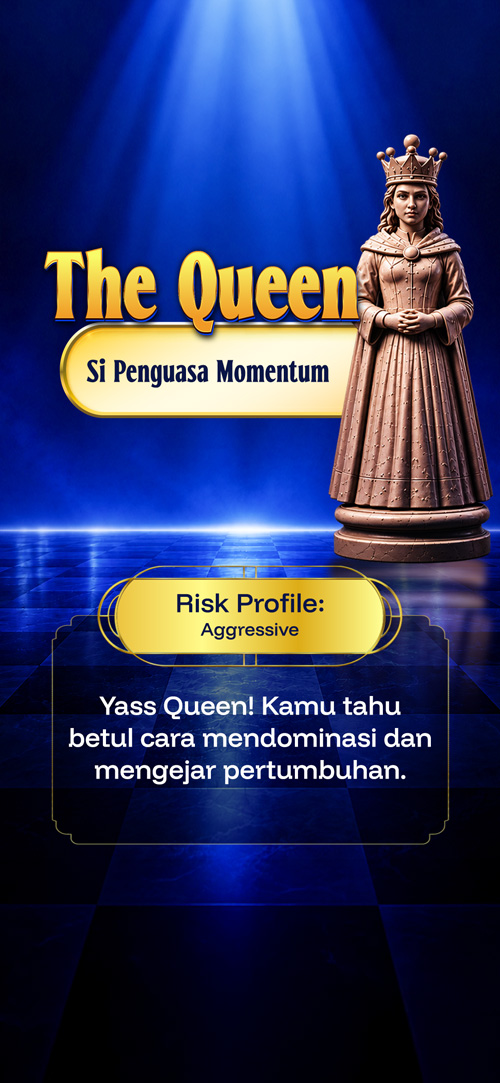 The Queen
Si Penguasa Momentum
Risk Profile:
Aggressive
Yass Queen! Kamu tahu
betul cara mendominasi dan
mengejar pertumbuhan.